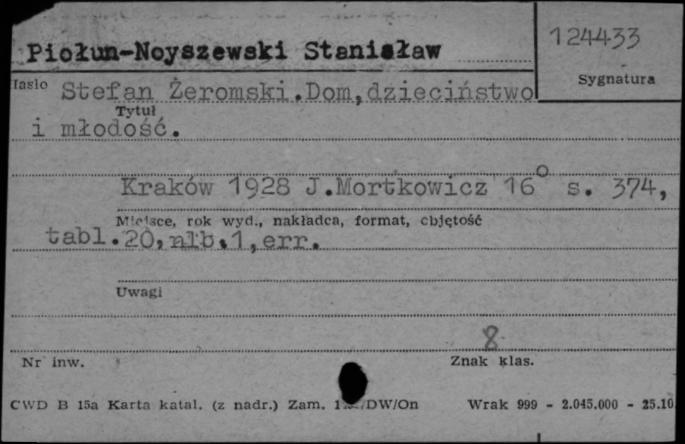 Piołun-Noyszewski Stanisław
124433
Hasło
Sygnatura
Stefan Żeromski.Dom,dzieciństwo
Tytuł
i młodość.
Kraków 1928 J.Mortkowicz 16° s. 374,
Miejsce, rok wyd., nakładca, format, objętość
tabl.20,nlb.1,err.
Uwagi
8
Nr inw.
Znak klas.
CWD B 15a Karta katal. (z nadr.) Zam. /DW/On
Wrak 999 - 2.045.000 - 25.10